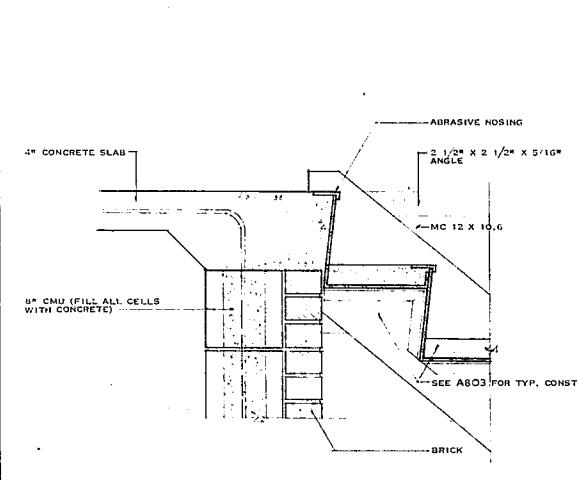 ABRASIVE NOSING
4" CONCRETE SLAB
2 1/2" X 2 1/2" X 5/16"
ANGLE
MC 12 X 10.6
8" CMU (FILL ALL CELLS
WITH CONCRETE)
SEE A803 FOR TYP. CONST
BRICK